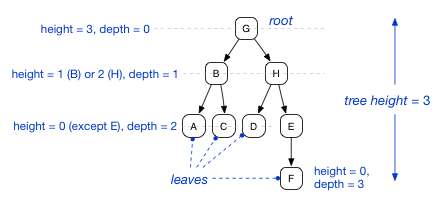 height = 3, depth = 0
G
root
height = 1 (B) or 2 (H), depth = 1
B
H
tree height = 3
height = 0 (except E), depth = 2
A
C
D
E
leaves
F
height = 0,
depth = 3